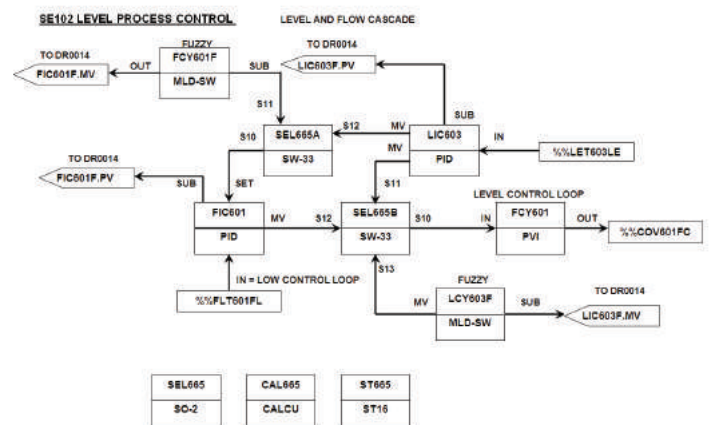 SE102 LEVEL PROCESS CONTROL
LEVEL AND FLOW CASCADE
FUZZY
TO DR0014
FIC601F.MV
OUT
FCY601F
MLD-SW
SUB
TO DR0014
LIC603F.PV
S11
SUB
S10
SEL665A
SW-33
S12
MV
LIC603
PID
MV
IN
%%LET603LE
TO DR0014
FIC601F.PV
SUB
SET
S11
LEVEL CONTROL LOOP
FIC601
PID
MV
S12
SEL665B
SW-33
S10
IN
FCY601
PVI
OUT
%%COV601FC
IN = LOW CONTROL LOOP
%%FLT601FL
S13
FUZZY
MV
LCY603F
MLD-SW
SUB
TO DR0014
LIC603F.MV
SEL665
SO-2
CAL665
CALCU
ST665
ST16